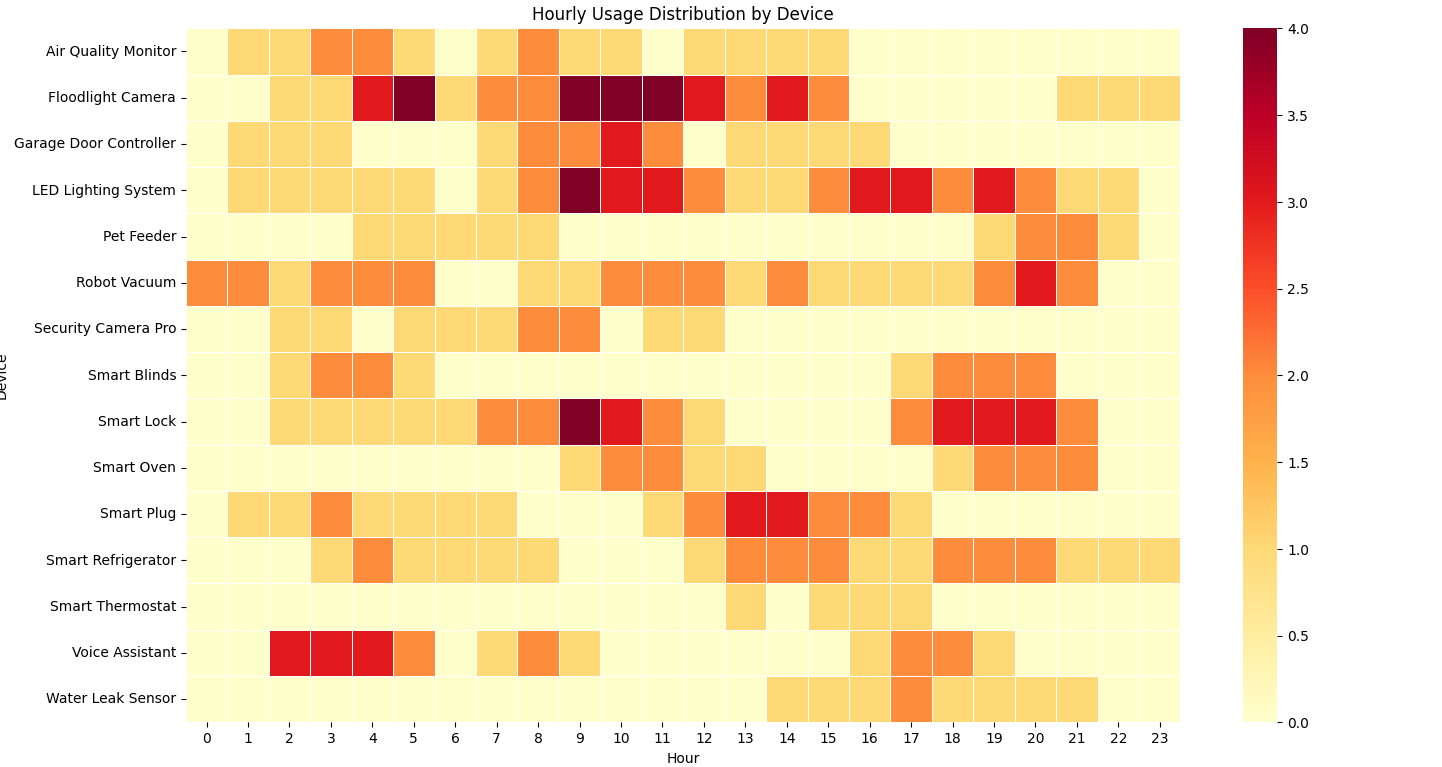 Hourly Usage Distribution by Device
Air Quality Monitor
Floodlight Camera
Garage Door Controller
LED Lighting System
Pet Feeder
Robot Vacuum
Security Camera Pro
Smart Blinds
Smart Lock
Smart Oven
Smart Plug
Smart Refrigerator
Smart Thermostat
Voice Assistant
Water Leak Sensor
Device
0 1 2 3 4 5 6 7 8 9 10 11 12 13 14 15 16 17 18 19 20 21 22 23
Hour
4.0
3.5
3.0
2.5
2.0
1.5
1.0
0.5
0.0